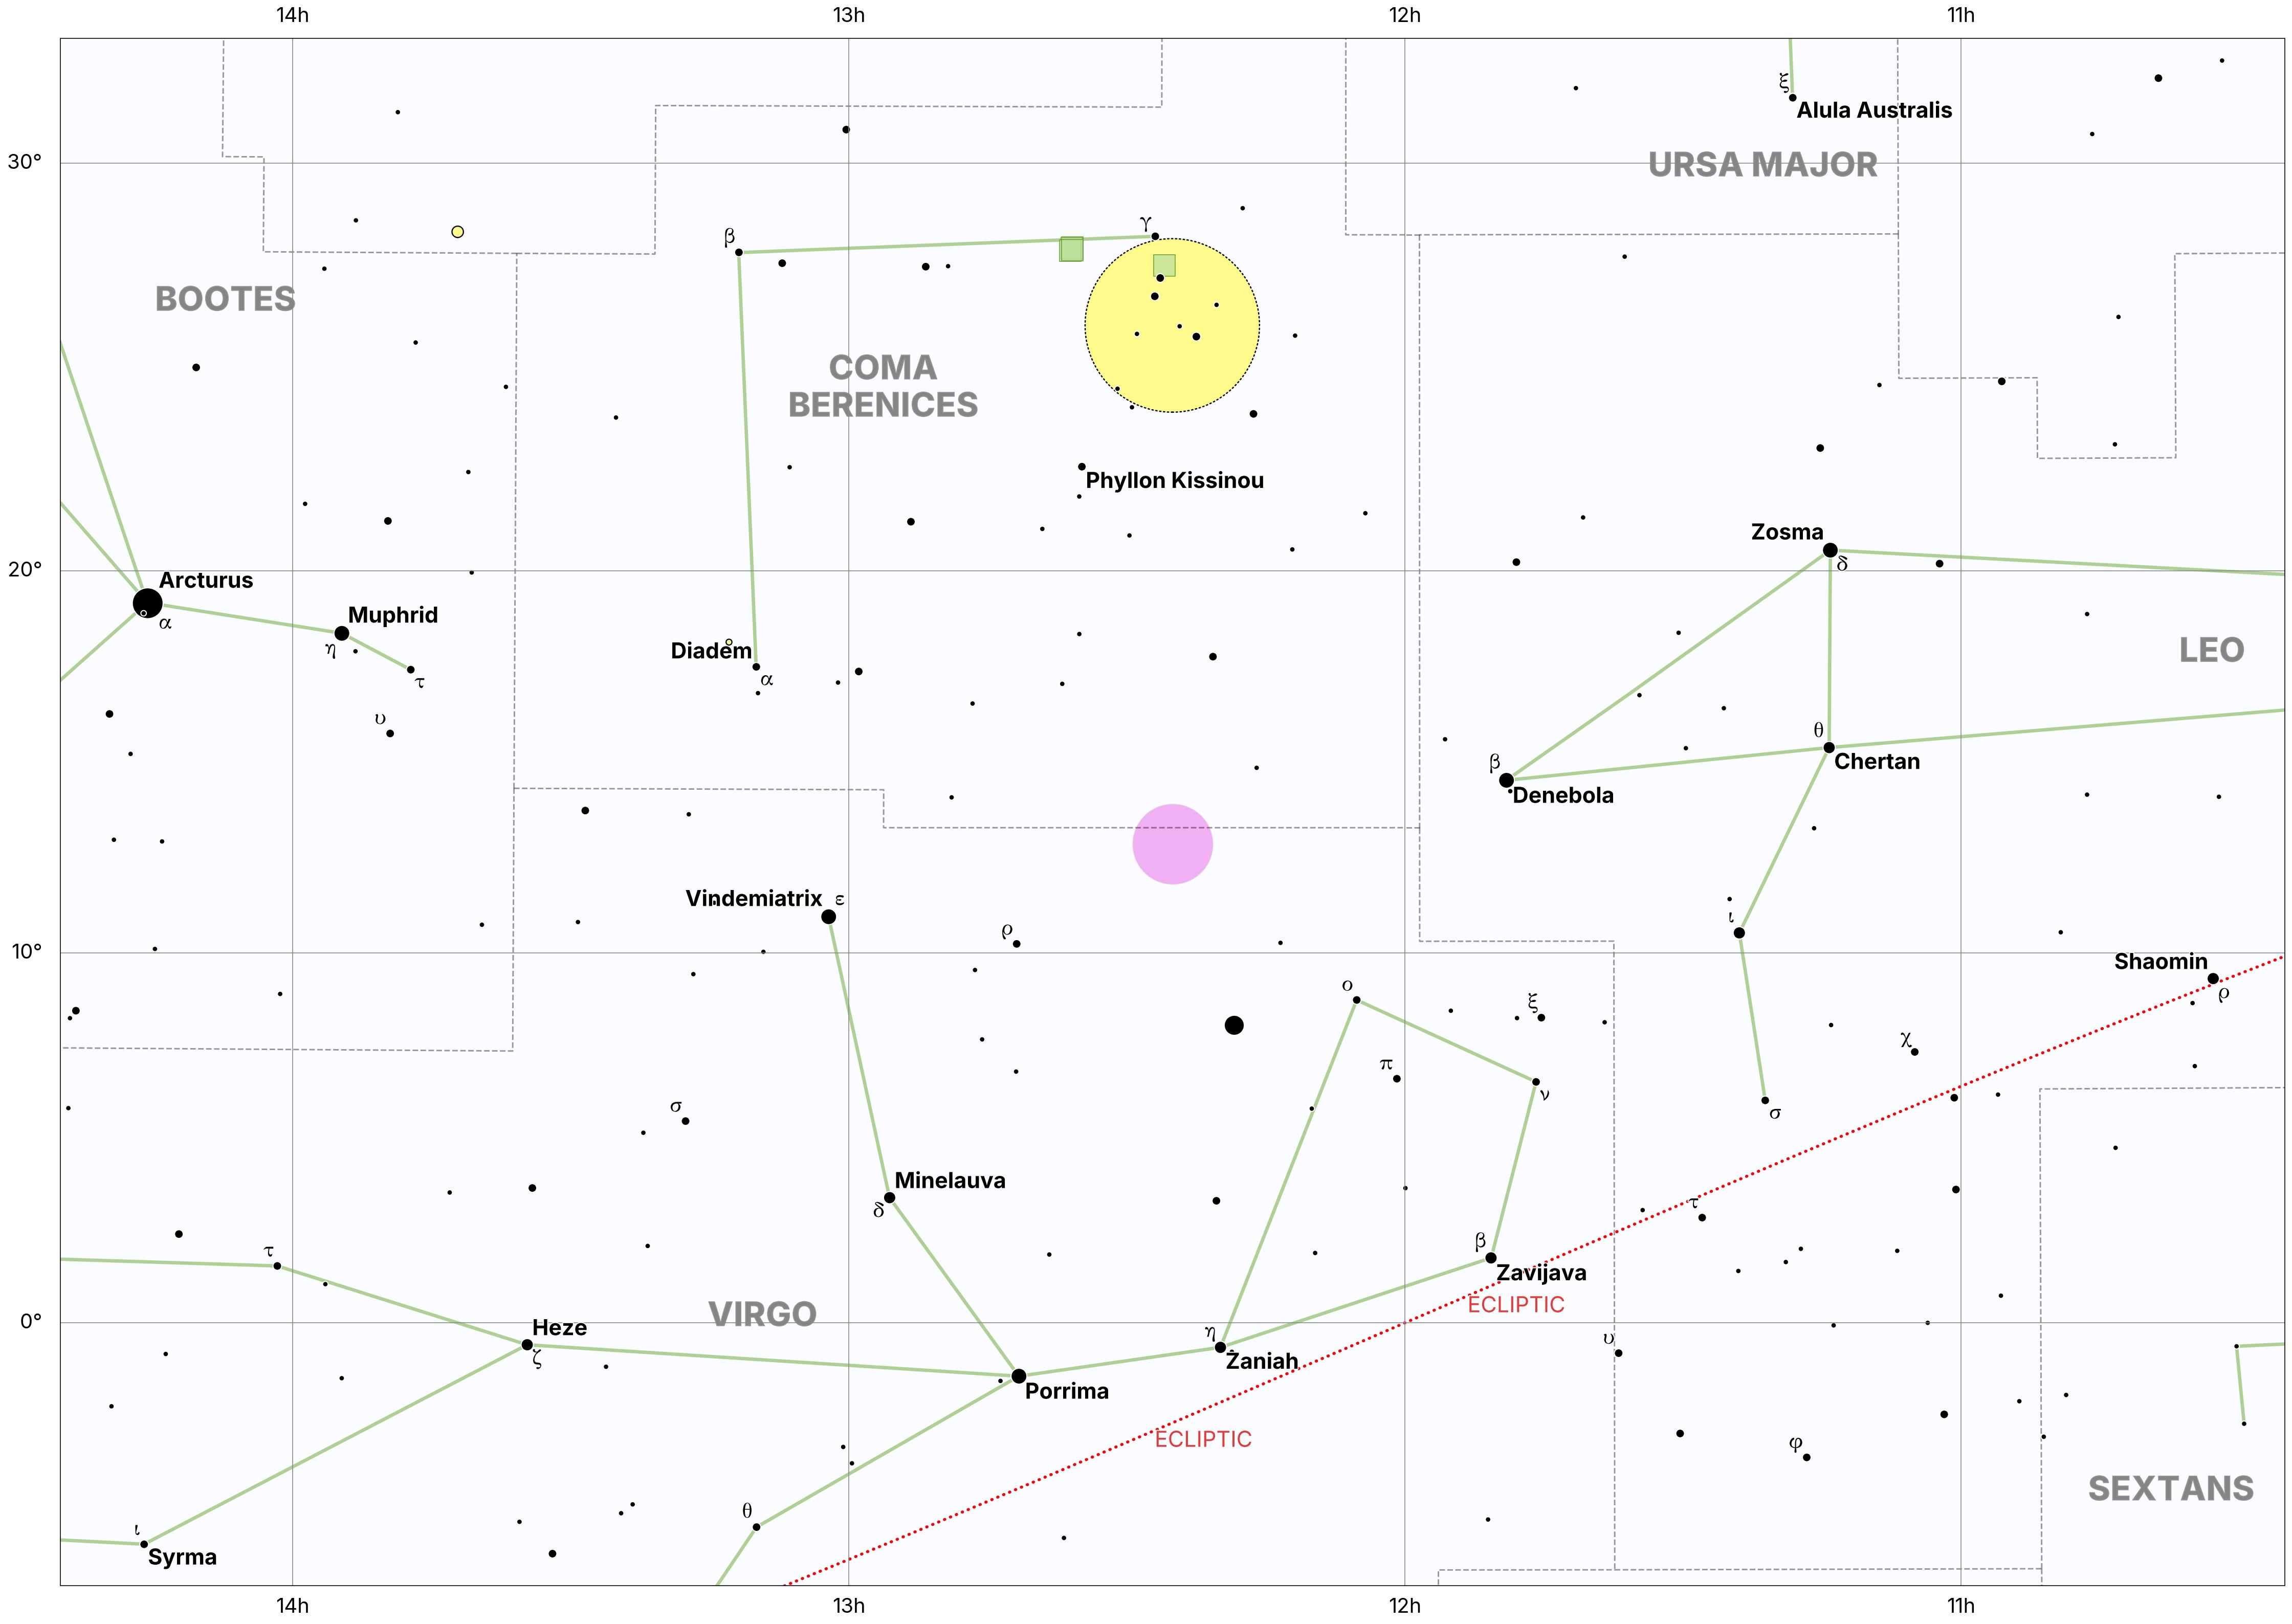 14h
13h
12h
11h
ξ
Alula Australis
30°
URSA MAJOR
γ
β
BOOTES
COMA
BERENICES
Phyllon Kissinou
Zosma
δ
20°
Arcturus
α
Muphrid
η
τ
Diadem
α
LEO
υ
θ
Chertan
β
Denebola
Vindemiatrix
ε
ι
ρ
10°
Shaomin
ρ
ο
ξ
χ
π
ν
σ
σ
Minelauva
δ
τ
τ
β
Zavijava
ECLIPTIC
VIRGO
0°
Heze
ζ
η
Zaniah
υ
Porrima
ECLIPTIC
φ
SEXTANS
θ
ι
Syrma
14h
13h
12h
11h